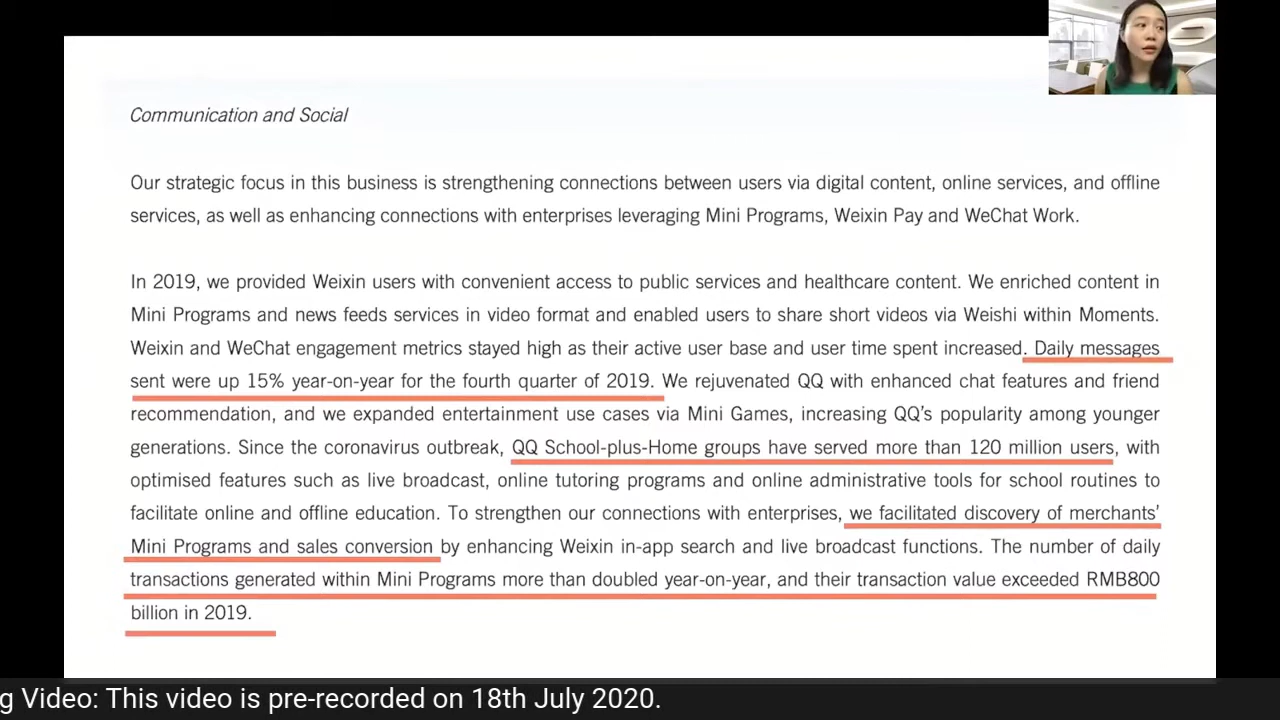 Communication and Social
Our strategic focus in this business is strengthening connections between users via digital content, online services, and offline
services, as well as enhancing connections with enterprises leveraging Mini Programs, Weixin Pay and WeChat Work.
In 2019, we provided Weixin users with convenient access to public services and healthcare content. We enriched content in
Mini Programs and news feeds services in video format and enabled users to share short videos via Weishi within Moments.
Weixin and WeChat engagement metrics stayed high as their active user base and user time spent increased. Daily messages
sent were up 15% year-on-year for the fourth quarter of 2019. We rejuvenated QQ with enhanced chat features and friend
recommendation, and we expanded entertainment use cases via Mini Games, increasing QQ's popularity among younger
generations. Since the coronavirus outbreak, QQ School-plus-Home groups have served more than 120 million users, with
optimised features such as live broadcast, online tutoring programs and online administrative tools for school routines to
facilitate online and offline education. To strengthen our connections with enterprises, we facilitated discovery of merchants'
Mini Programs and sales conversion by enhancing Weixin in-app search and live broadcast functions. The number of daily
transactions generated within Mini Programs more than doubled year-on-year, and their transaction value exceeded RMB800
billion in 2019.
g Video: This video is pre-recorded on 18th July 2020.